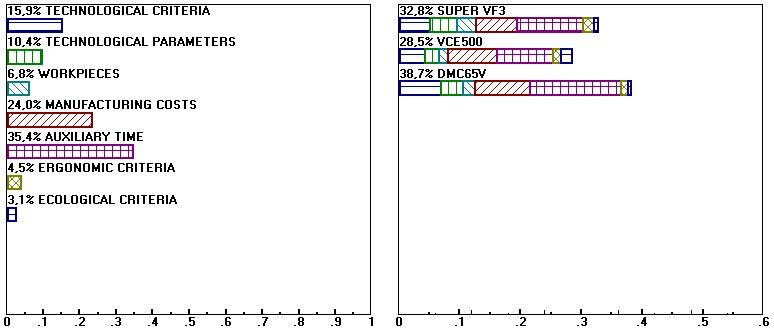 15,9% TECHNOLOGICAL CRITERIA
10,4% TECHNOLOGICAL PARAMETERS
6,8% WORKPIECES
24,0% MANUFACTURING COSTS
35,4% AUXILIARY TIME
4,5% ERGONOMIC CRITERIA
3,1% ECOLOGICAL CRITERIA
0 .1 .2 .3 .4 .5 .6 .7 .8 .9 1
32,8% SUPER VF3
28,5% VCE500
38,7% DMC65V
0 .1 .2 .3 .4 .5 .6